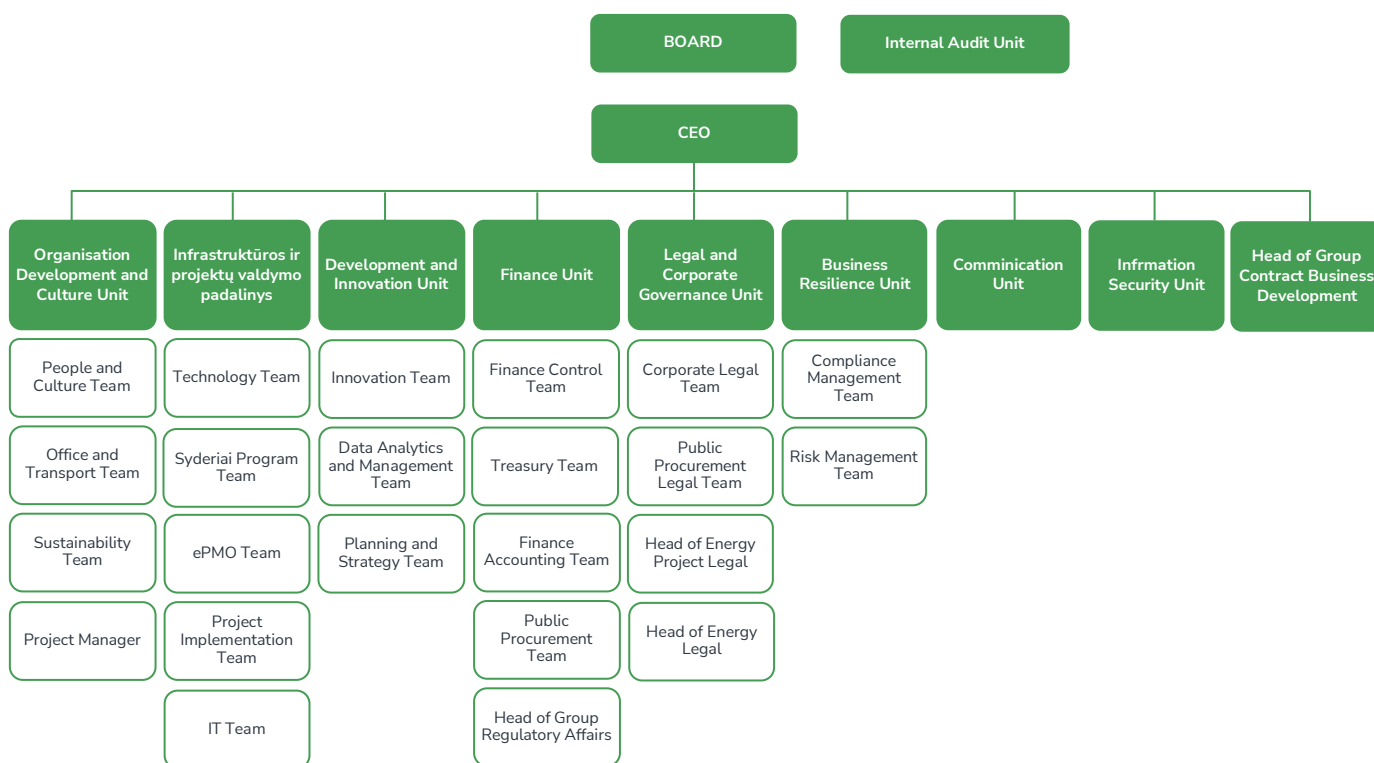 BOARD
Internal Audit Unit
CEO
Organisation
Development and
Culture Unit
Infrastruktūros ir
projektų valdymo
padalinys
Development and
Innovation Unit
Finance Unit
Legal and
Corporate
Governance Unit
Business
Resilience Unit
Comminication
Unit
Infrmation
Security Unit
Head of Group
Contract Business
Development
People and
Culture Team
Technology Team
Innovation Team
Finance Control
Team
Corporate Legal
Team
Compliance
Management
Team
Office and
Transport Team
Syderiai Program
Team
Data Analytics
and Management
Team
Treasury Team
Public
Procurement
Legal Team
Risk Management
Team
Sustainability
Team
ePMO Team
Planning and
Strategy Team
Finance
Accounting Team
Head of Energy
Project Legal
Project Manager
Project
Implementation
Team
Public
Procurement
Team
Head of Energy
Legal
IT Team
Head of Group
Regulatory Affairs